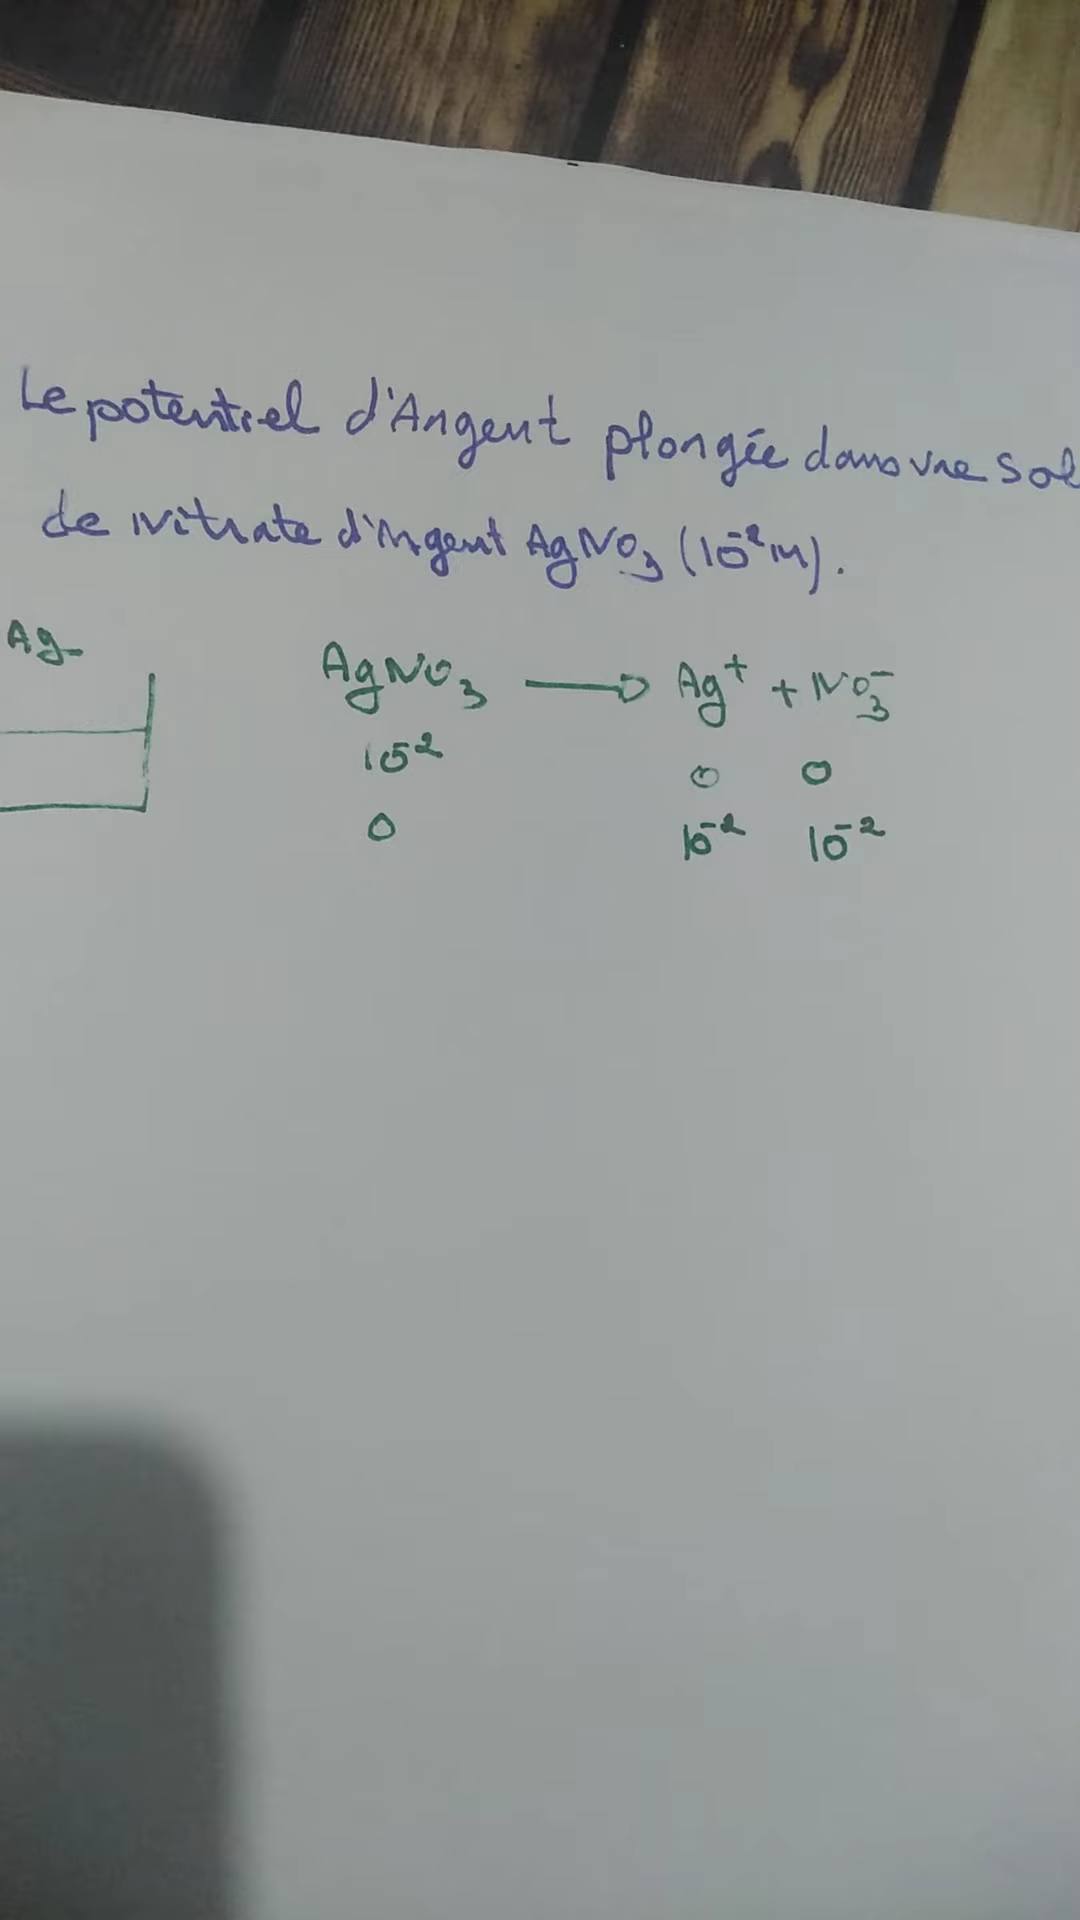 Le potentiel d'Argent plongée dans une sol
de Nitrate d'Argent AgNO₃ (10⁻²M).
Ag
AgNO₃ → Ag⁺ + NO₃⁻
10⁻² 0 0
0 10⁻² 10⁻²